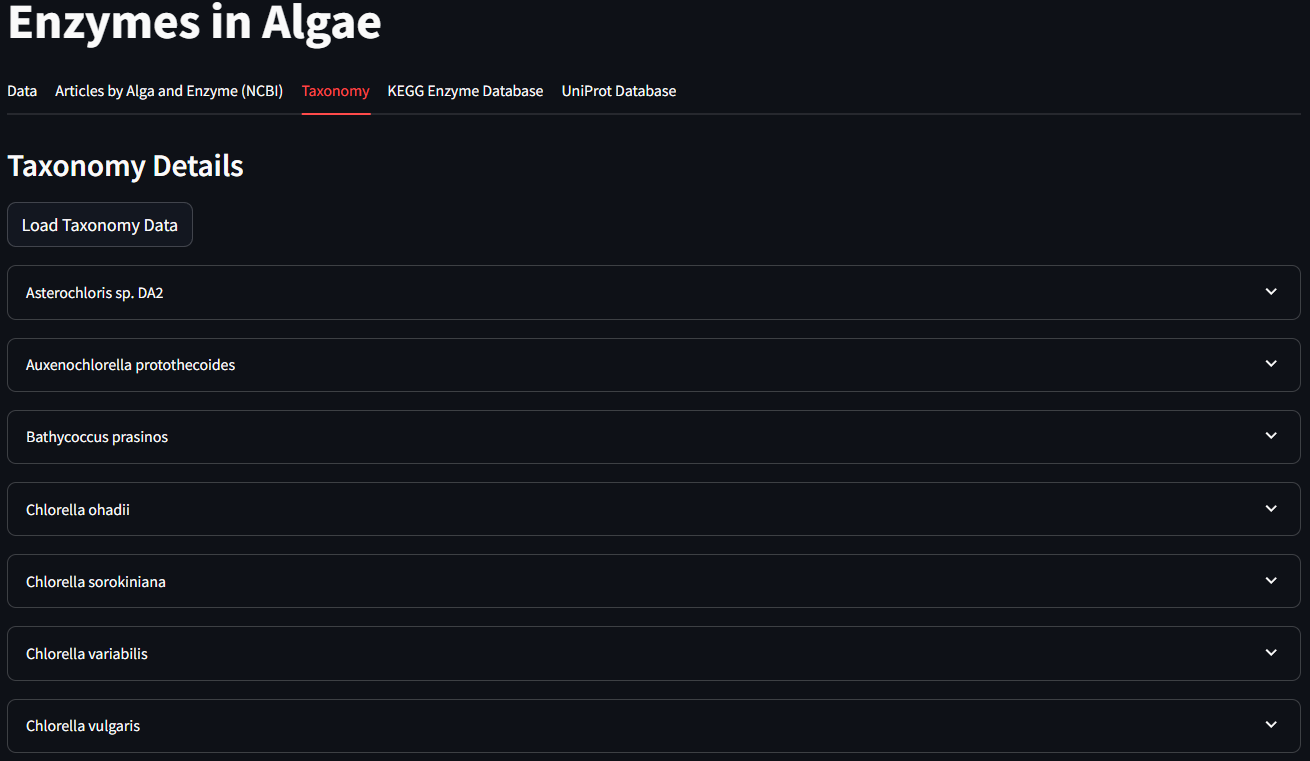 Enzymes in Algae
Data Articles by Alga and Enzyme (NCBI) Taxonomy KEGG Enzyme Database UniProt Database
Taxonomy Details
Load Taxonomy Data
Asterochloris sp. DA2
Auxenochlorella protothecoides
Bathycoccus prasinos
Chlorella ohadii
Chlorella sorokiniana
Chlorella variabilis
Chlorella vulgaris